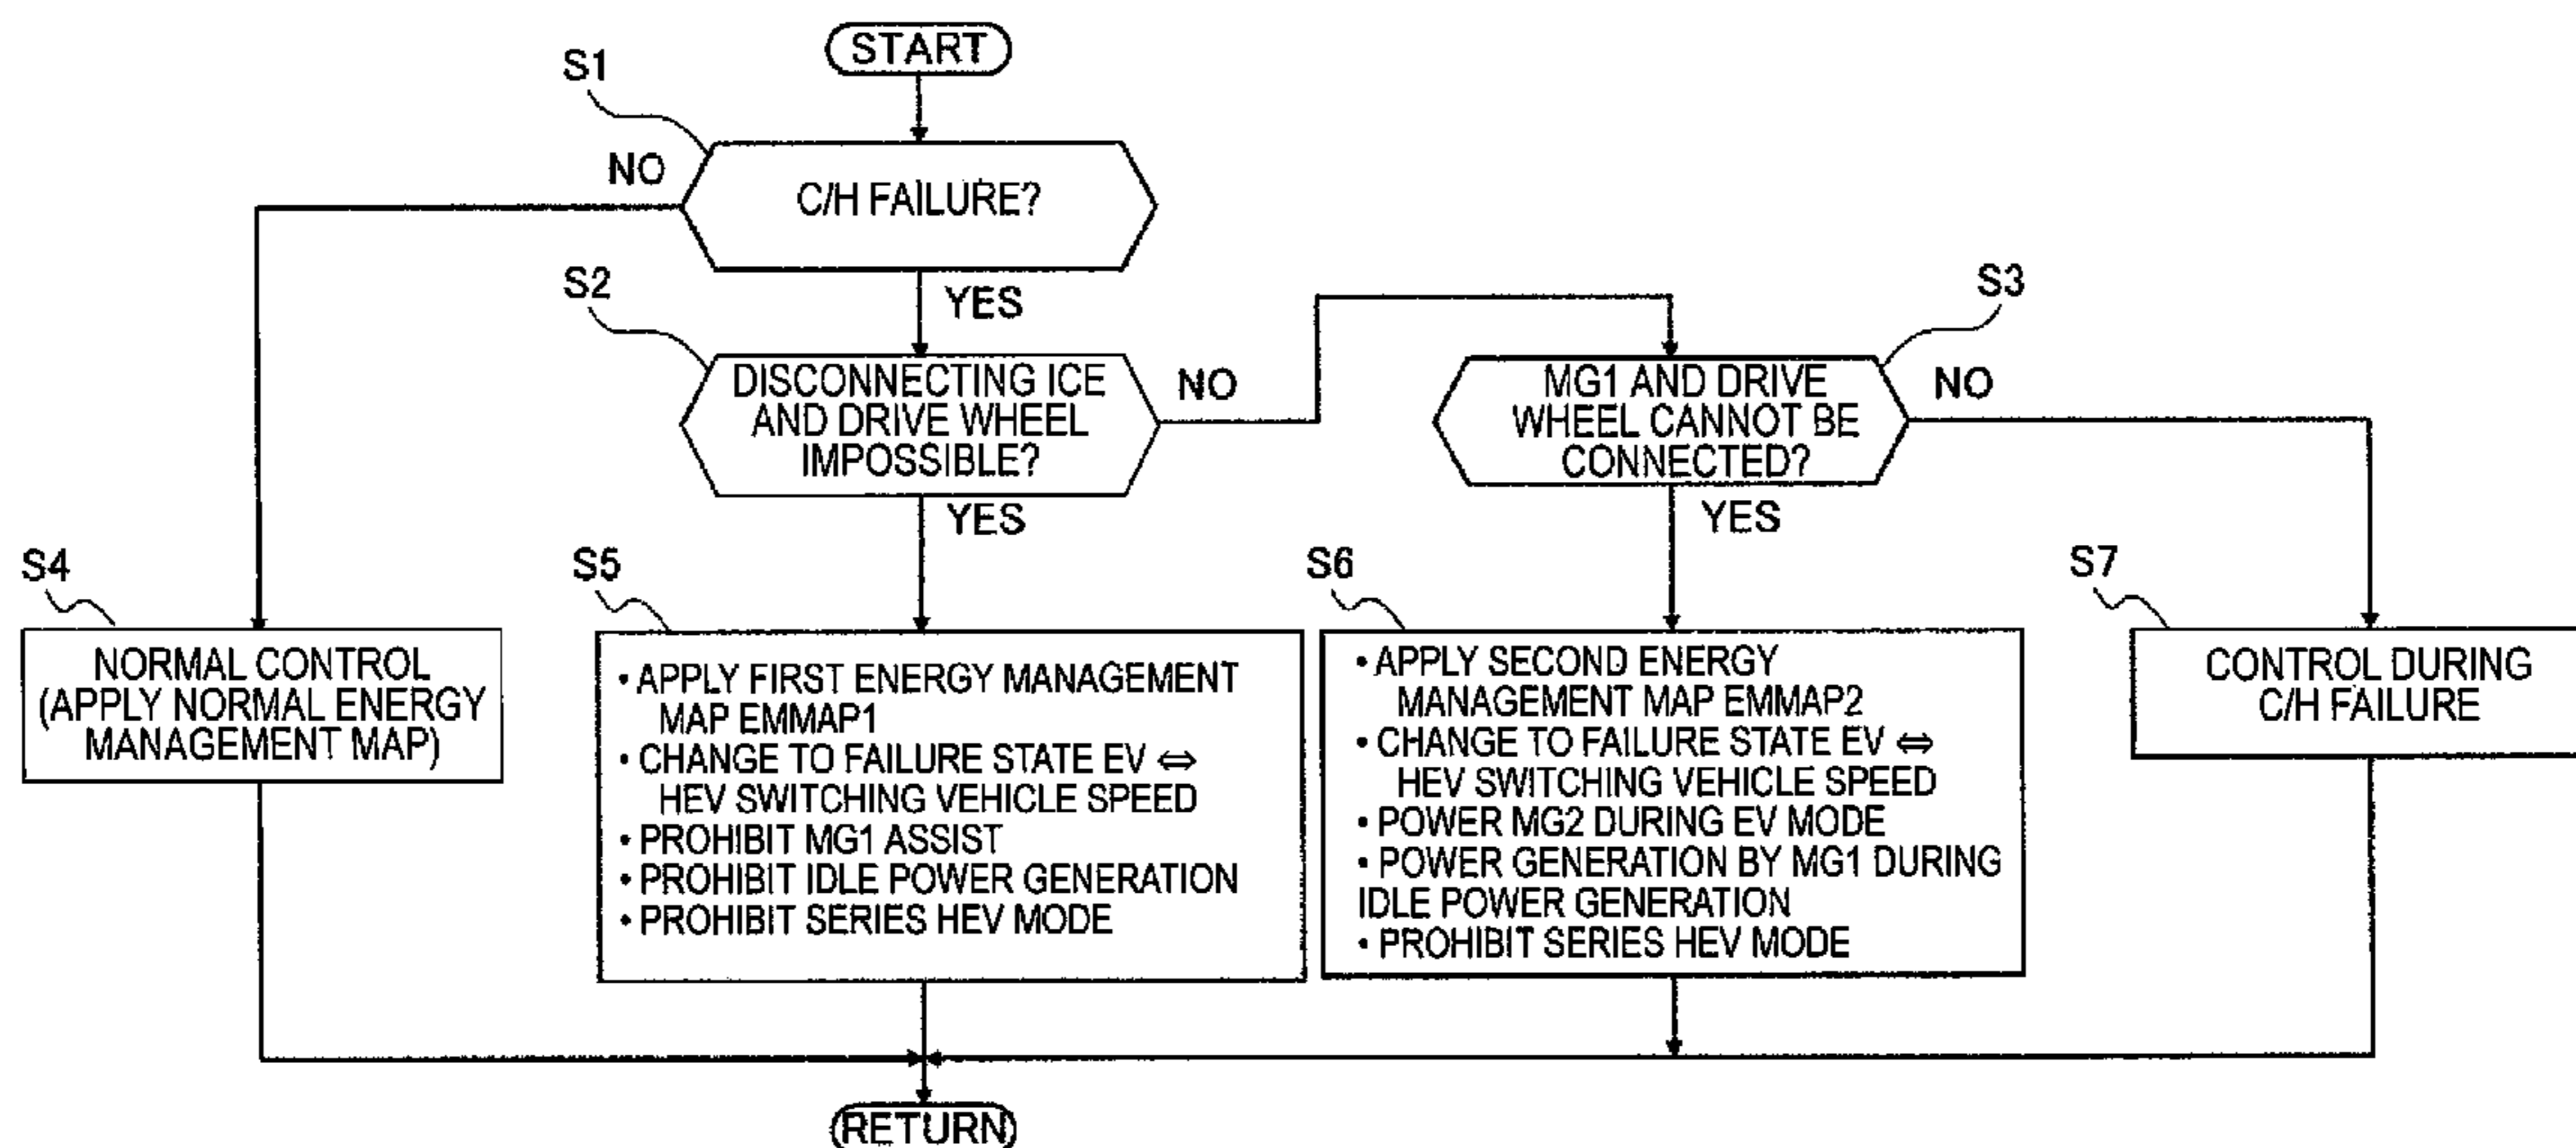 START
S1
NO
C/H FAILURE?
YES
S2
S3
DISCONNECTING ICE
AND DRIVE WHEEL
IMPOSSIBLE?
NO
MG1 AND DRIVE
WHEEL CANNOT BE
CONNECTED?
NO
YES
YES
S4
NORMAL CONTROL
(APPLY NORMAL ENERGY
MANAGEMENT MAP)
S5
• APPLY FIRST ENERGY MANAGEMENT
MAP EMMAP1
• CHANGE TO FAILURE STATE EV ⇔
HEV SWITCHING VEHICLE SPEED
• PROHIBIT MG1 ASSIST
• PROHIBIT IDLE POWER GENERATION
• PROHIBIT SERIES HEV MODE
S6
• APPLY SECOND ENERGY
MANAGEMENT MAP EMMAP2
• CHANGE TO FAILURE STATE EV ⇔
HEV SWITCHING VEHICLE SPEED
• POWER MG2 DURING EV MODE
• POWER GENERATION BY MG1 DURING
IDLE POWER GENERATION
• PROHIBIT SERIES HEV MODE
S7
CONTROL DURING
C/H FAILURE
RETURN